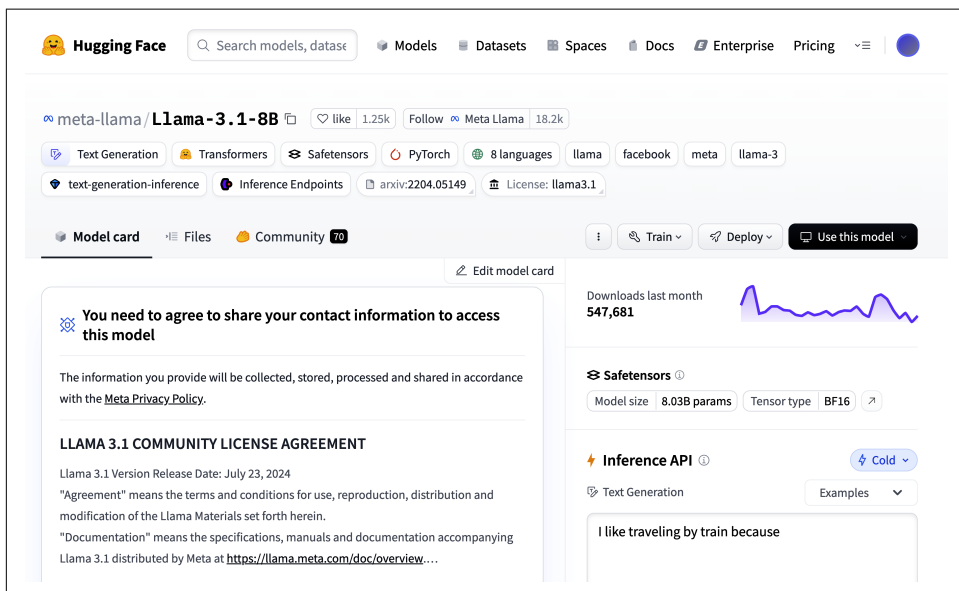 Hugging Face
Search models, datase
Models
Datasets
Spaces
Docs
Enterprise
Pricing
meta-llama/Llama-3.1-8B
like 1.25k
Follow Meta Llama 18.2k
Text Generation
Transformers
Safetensors
PyTorch
8 languages
llama
facebook
meta
llama-3
text-generation-inference
Inference Endpoints
arxiv:2204.05149
License: llama3.1
Model card
Files
Community 70
Train
Deploy
Use this model
Edit model card
You need to agree to share your contact information to access
this model
The information you provide will be collected, stored, processed and shared in accordance
with the Meta Privacy Policy.
LLAMA 3.1 COMMUNITY LICENSE AGREEMENT
Llama 3.1 Version Release Date: July 23, 2024
"Agreement" means the terms and conditions for use, reproduction, distribution and
modification of the Llama Materials set forth herein.
"Documentation" means the specifications, manuals and documentation accompanying
Llama 3.1 distributed by Meta at https://llama.meta.com/doc/overview....
Downloads last month
547,681
Safetensors
Model size 8.03B params
Tensor type BF16
Inference API
Cold
Text Generation
Examples
I like traveling by train because